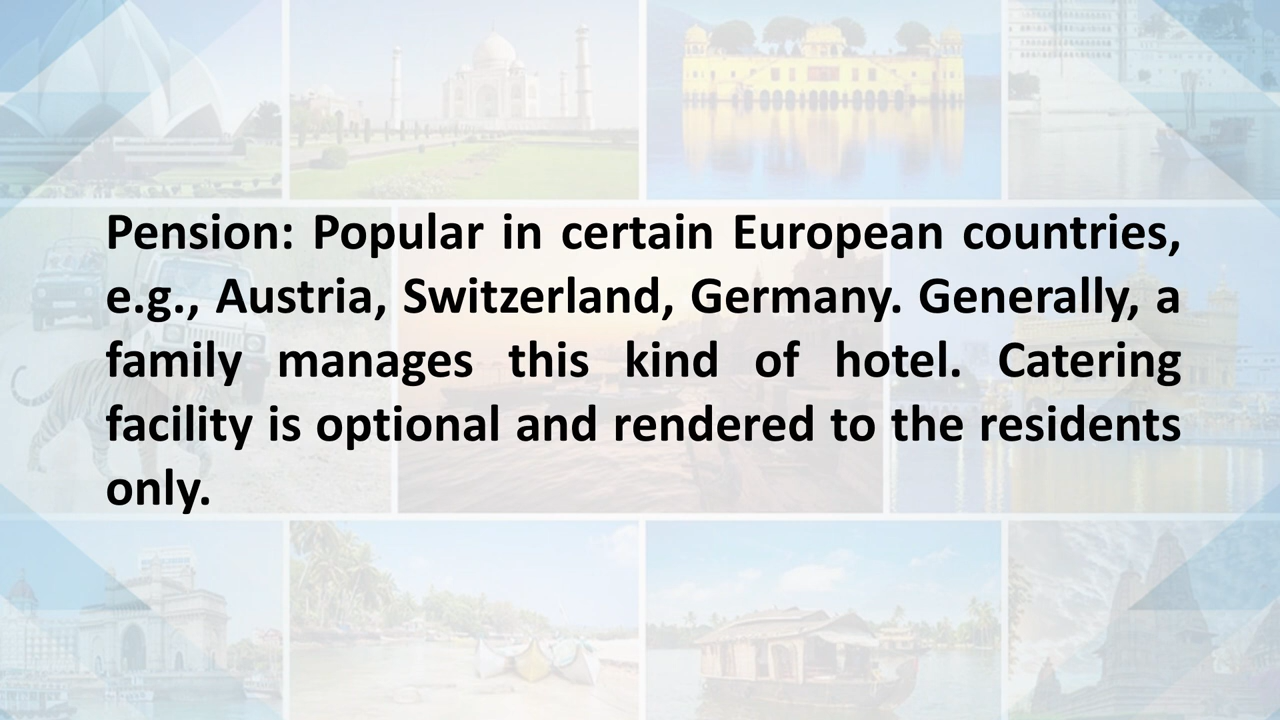 Pension: Popular in certain European countries,
e.g., Austria, Switzerland, Germany. Generally, a
family manages this kind of hotel. Catering
facility is optional and rendered to the residents
only.